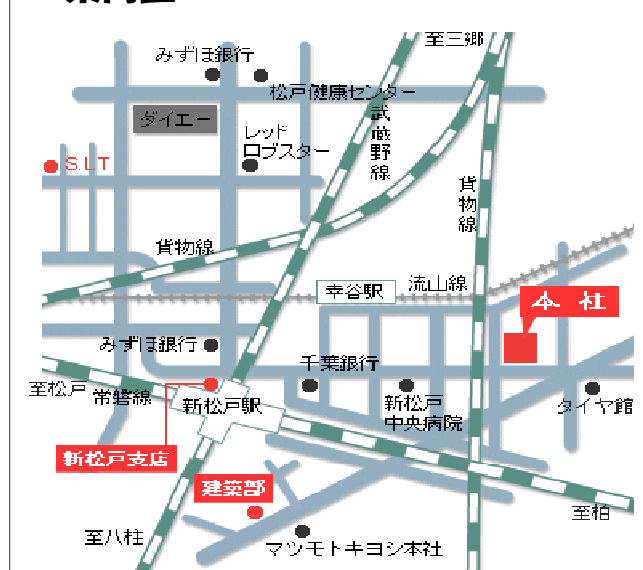 至三郷
みずほ銀行
松戸健康センター
ダイエー
武蔵野線
レッド
ロブスター
S.L.T
貨物線
貨物線
幸谷駅
流山線
本社
みずほ銀行
千葉銀行
至松戸
常磐線
新松戸駅
新松戸
中央病院
タイヤ館
新松戸支店
建築部
至柏
至八柱
マツモトキヨシ本社